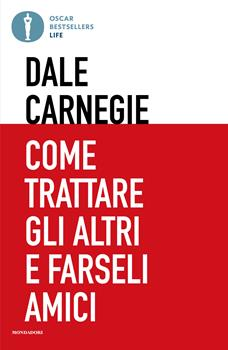 OSCAR
BESTSELLERS
LIFE
DALE
CARNEGIE
COME
TRATTARE
GLI ALTRI
E FARSELI
AMICI
MONDADORI